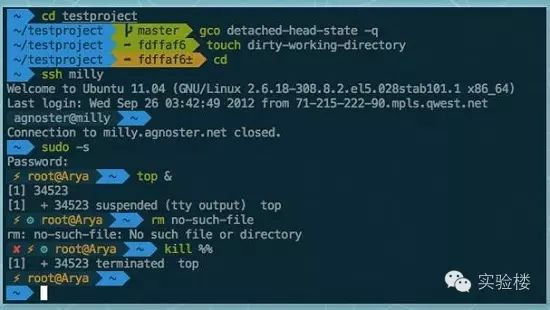 ~ cd testproject
~/testproject master gco detached-head-state -q
~/testproject ➦ fdffaf6 touch dirty-working-directory
~/testproject ➦ fdffaf6± cd
~ ssh milly
Welcome to Ubuntu 11.04 (GNU/Linux 2.6.18-308.8.2.el5.028stab101.1 x86_64)
Last login: Wed Sep 26 03:42:49 2012 from 71-215-222-90.mpls.qwest.net
agnoster@milly ~
Connection to milly.agnoster.net closed.
~ sudo -s
Password:
⚡ root@Arya ~ top &
[1] 34523
[1] + 34523 suspended (tty output) top
⚡ ⚙ root@Arya ~ rm no-such-file
rm: no-such-file: No such file or directory
✘ ⚡ ⚙ root@Arya ~ kill %%
[1] + 34523 terminated top
⚡ root@Arya ~
~
实验楼